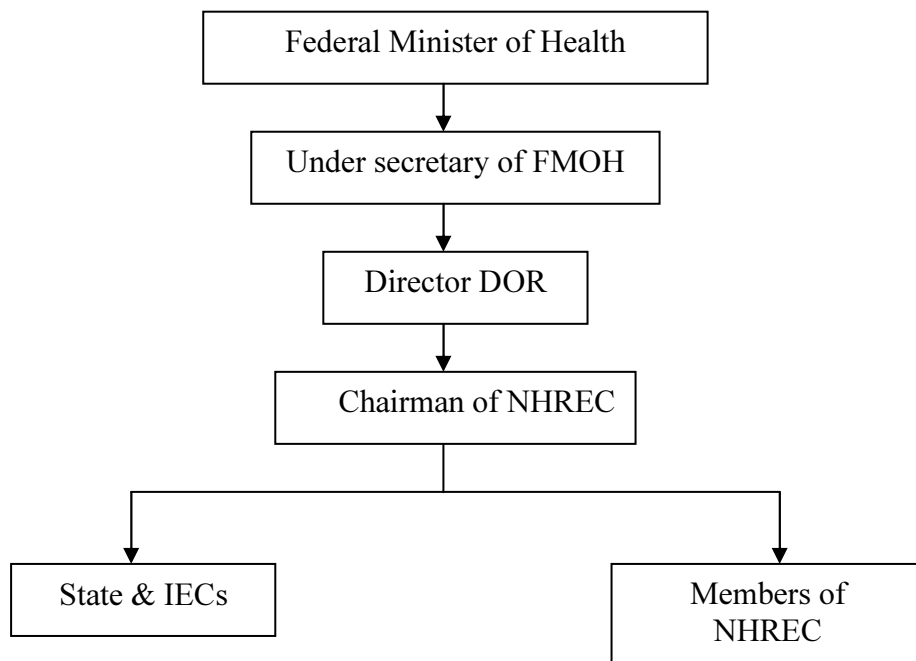 Federal Minister of Health
Under secretary of FMOH
Director DOR
Chairman of NHREC
State & IECs
Members of
NHREC